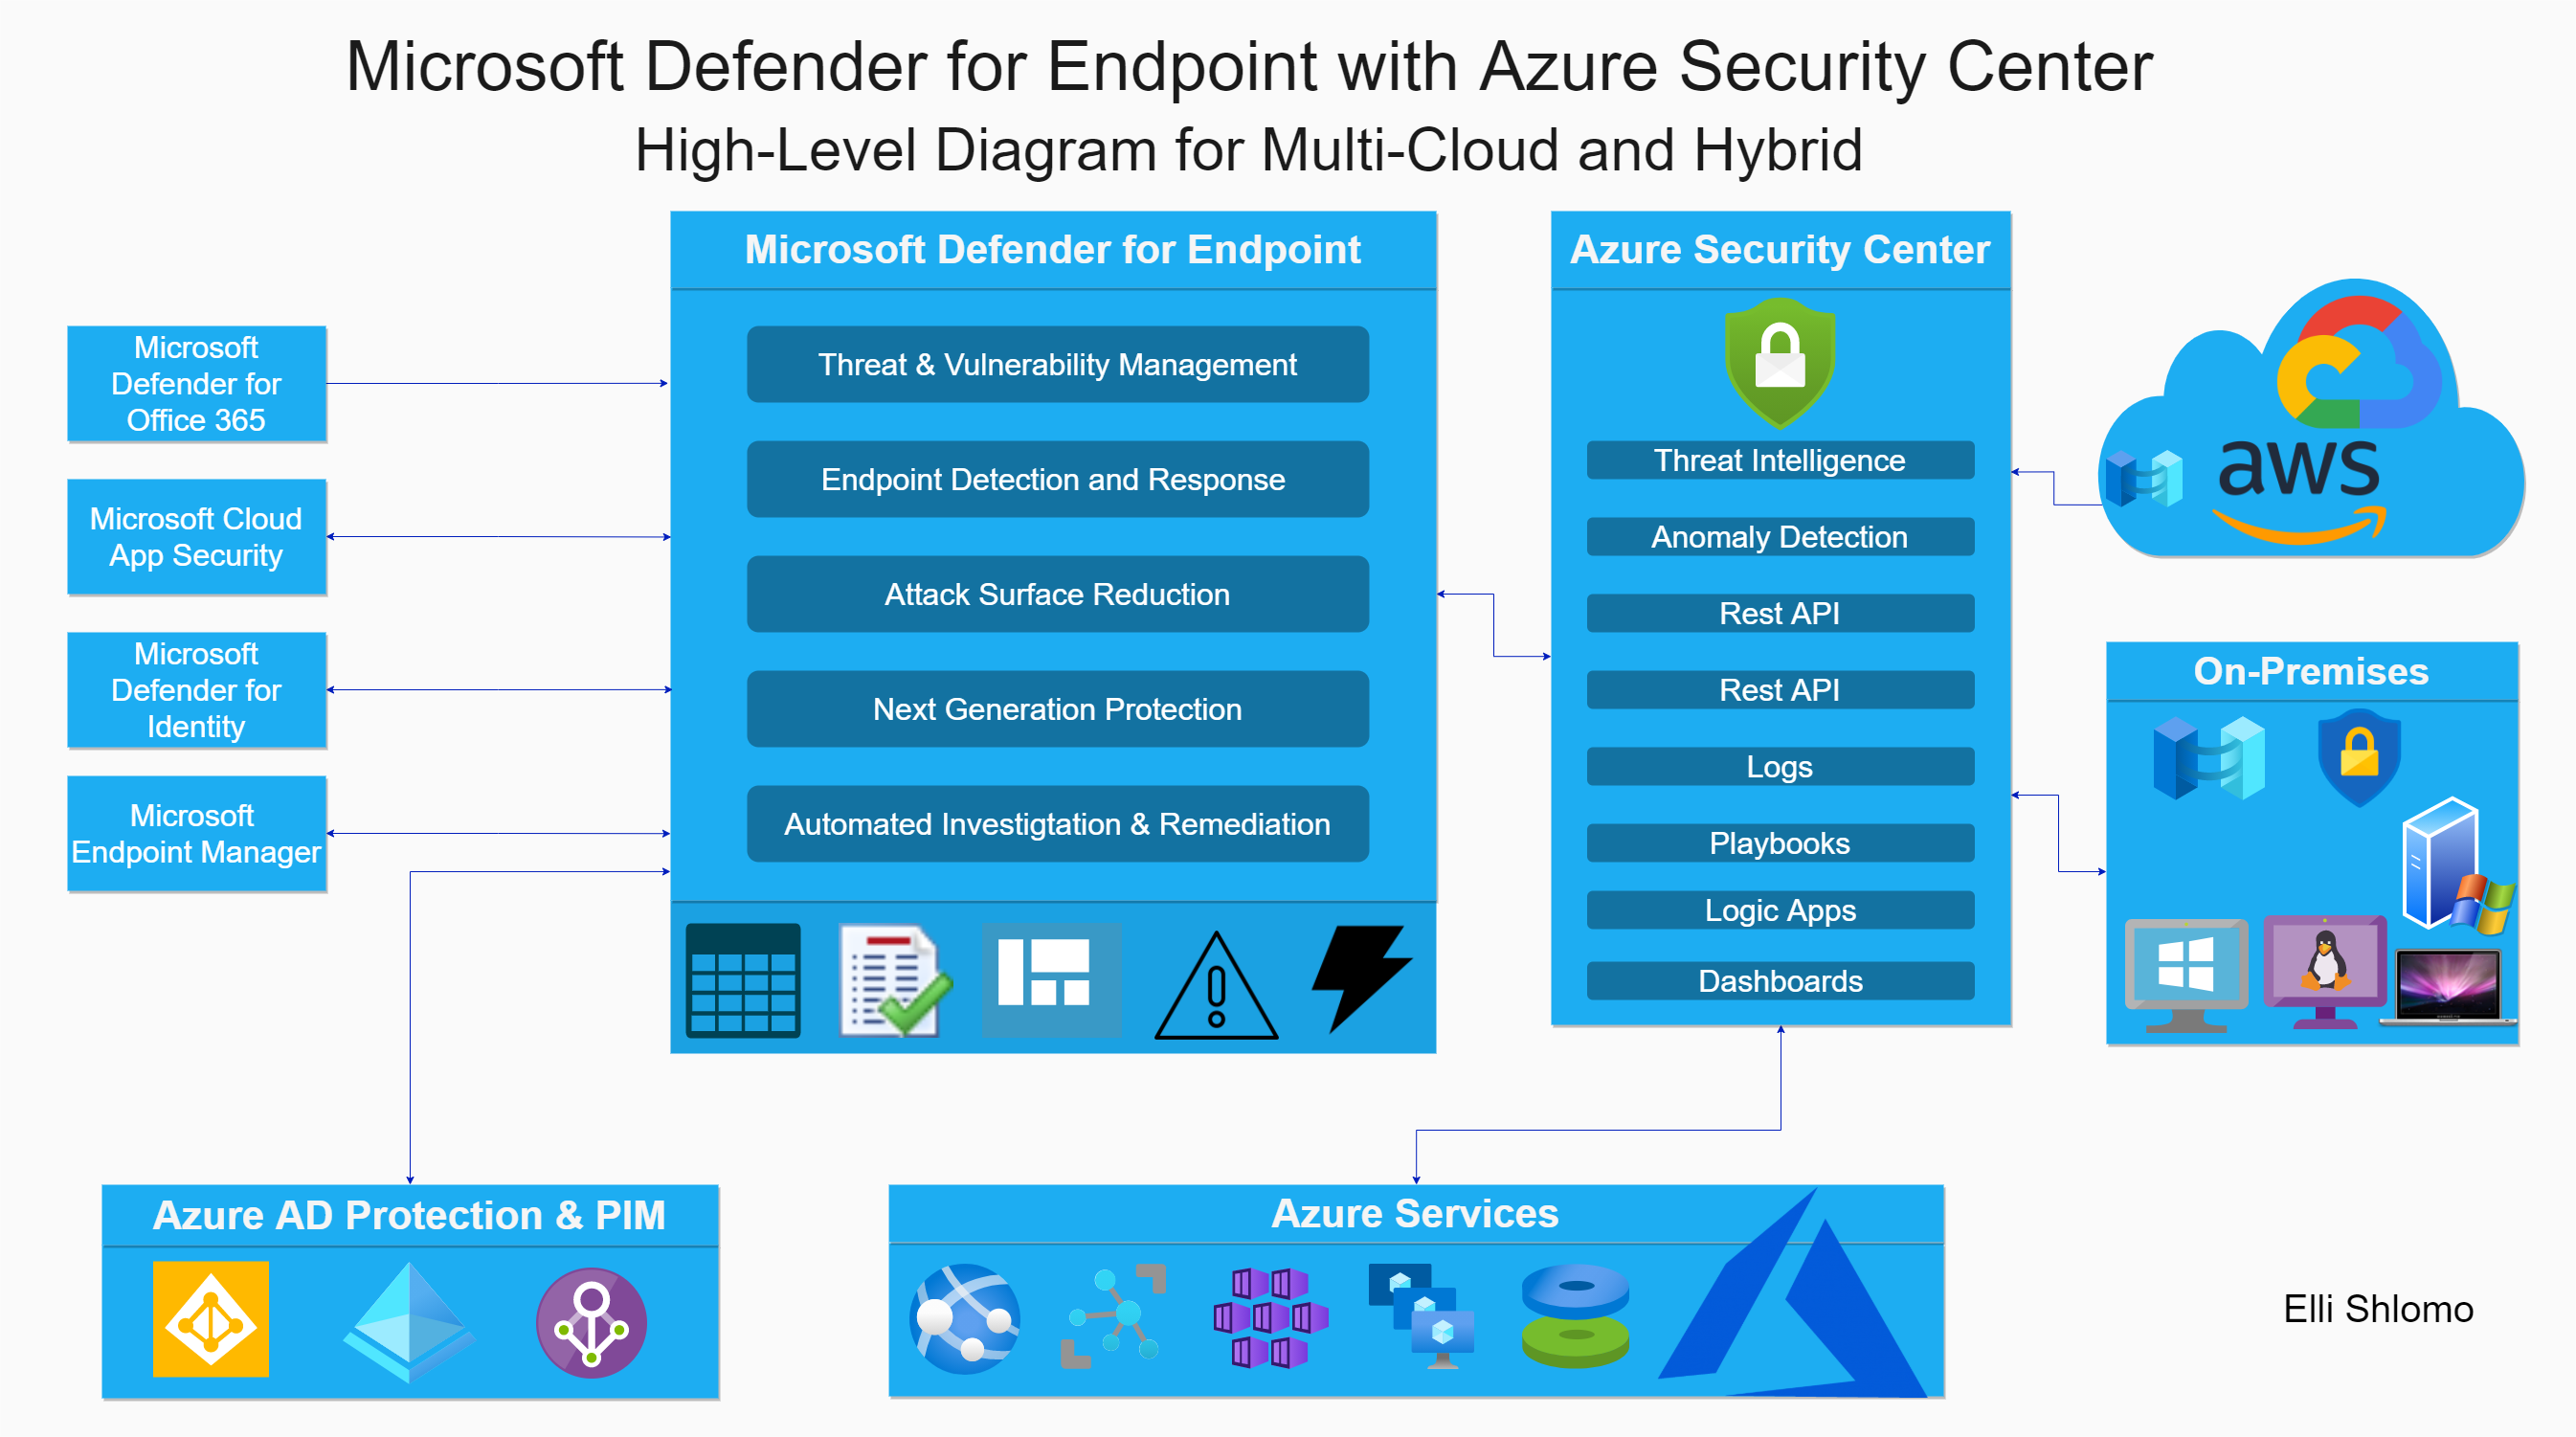 Microsoft Defender for Endpoint with Azure Security Center
High-Level Diagram for Multi-Cloud and Hybrid
Microsoft
Defender for
Office 365
Microsoft Cloud
App Security
Microsoft
Defender for
Identity
Microsoft
Endpoint Manager
Microsoft Defender for Endpoint
Threat & Vulnerability Management
Endpoint Detection and Response
Attack Surface Reduction
Next Generation Protection
Automated Investigtation & Remediation
Azure Security Center
Threat Intelligence
Anomaly Detection
Rest API
Rest API
Logs
Playbooks
Logic Apps
Dashboards
aws
On-Premises
Azure AD Protection & PIM
Azure Services
Elli Shlomo